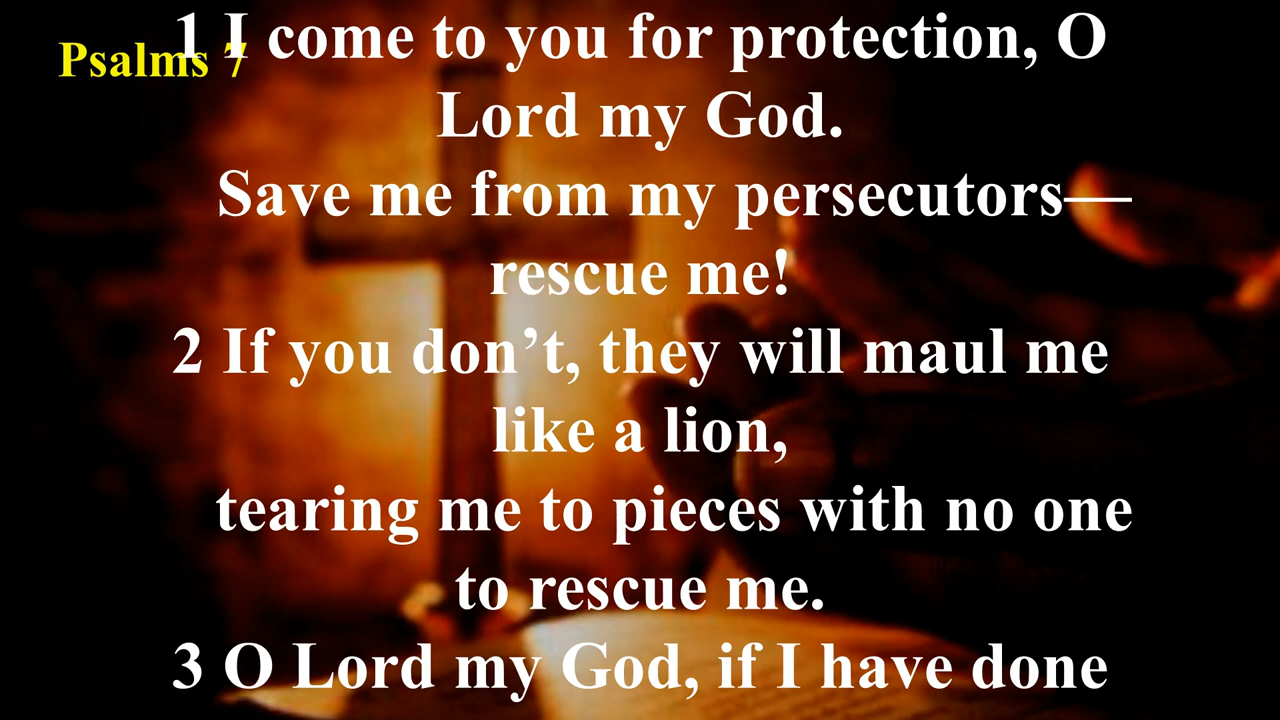 Psalms 7
1 I come to you for protection, O
Lord my God.
Save me from my persecutors—
rescue me!
2 If you don’t, they will maul me
like a lion,
tearing me to pieces with no one
to rescue me.
3 O Lord my God, if I have done